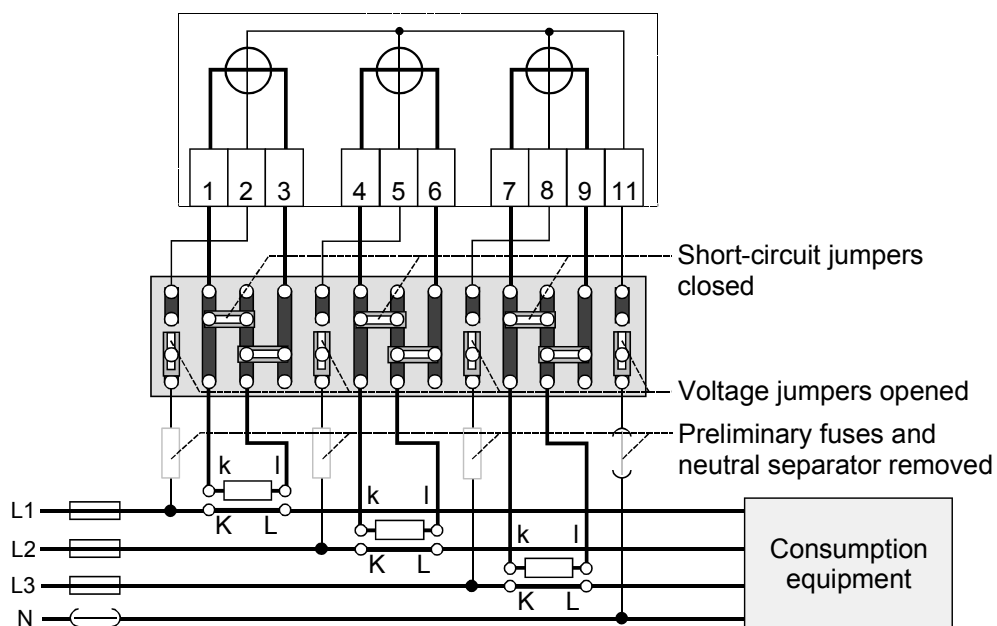 1 2 3 4 5 6 7 8 9 11
Short-circuit jumpers
closed
Voltage jumpers opened
Preliminary fuses and
neutral separator removed
k l
k l
k l
L1
K L
L2
K L
L3
K L
N
Consumption
equipment